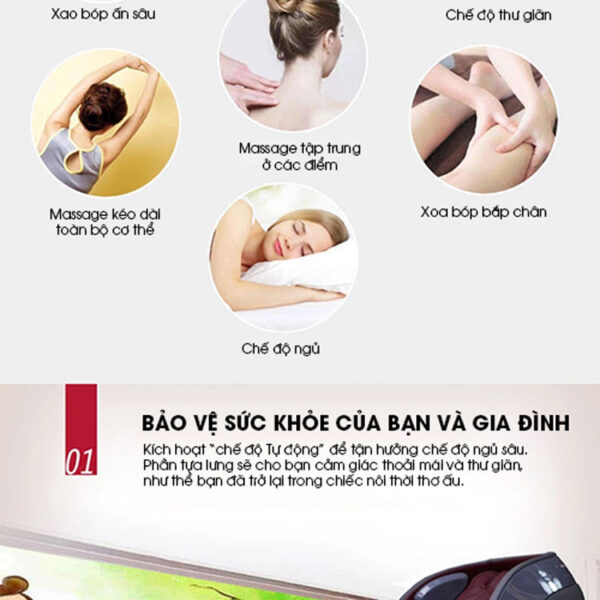 Xao bóp ấn sâu
Chế độ thư giãn
Massage tập trung
ở các điểm
Massage kéo dài
toàn bộ cơ thể
Xoa bóp bắp chân
Chế độ ngủ
BẢO VỆ SỨC KHỎE CỦA BẠN VÀ GIA ĐÌNH
Kích hoạt “chế độ Tự động” để tận hưởng chế độ ngủ sâu.
Phần tựa lưng sẽ cho bạn cảm giác thoải mái và thư giãn,
như thể bạn đã trở lại trong chiếc nôi thời thơ ấu.
01